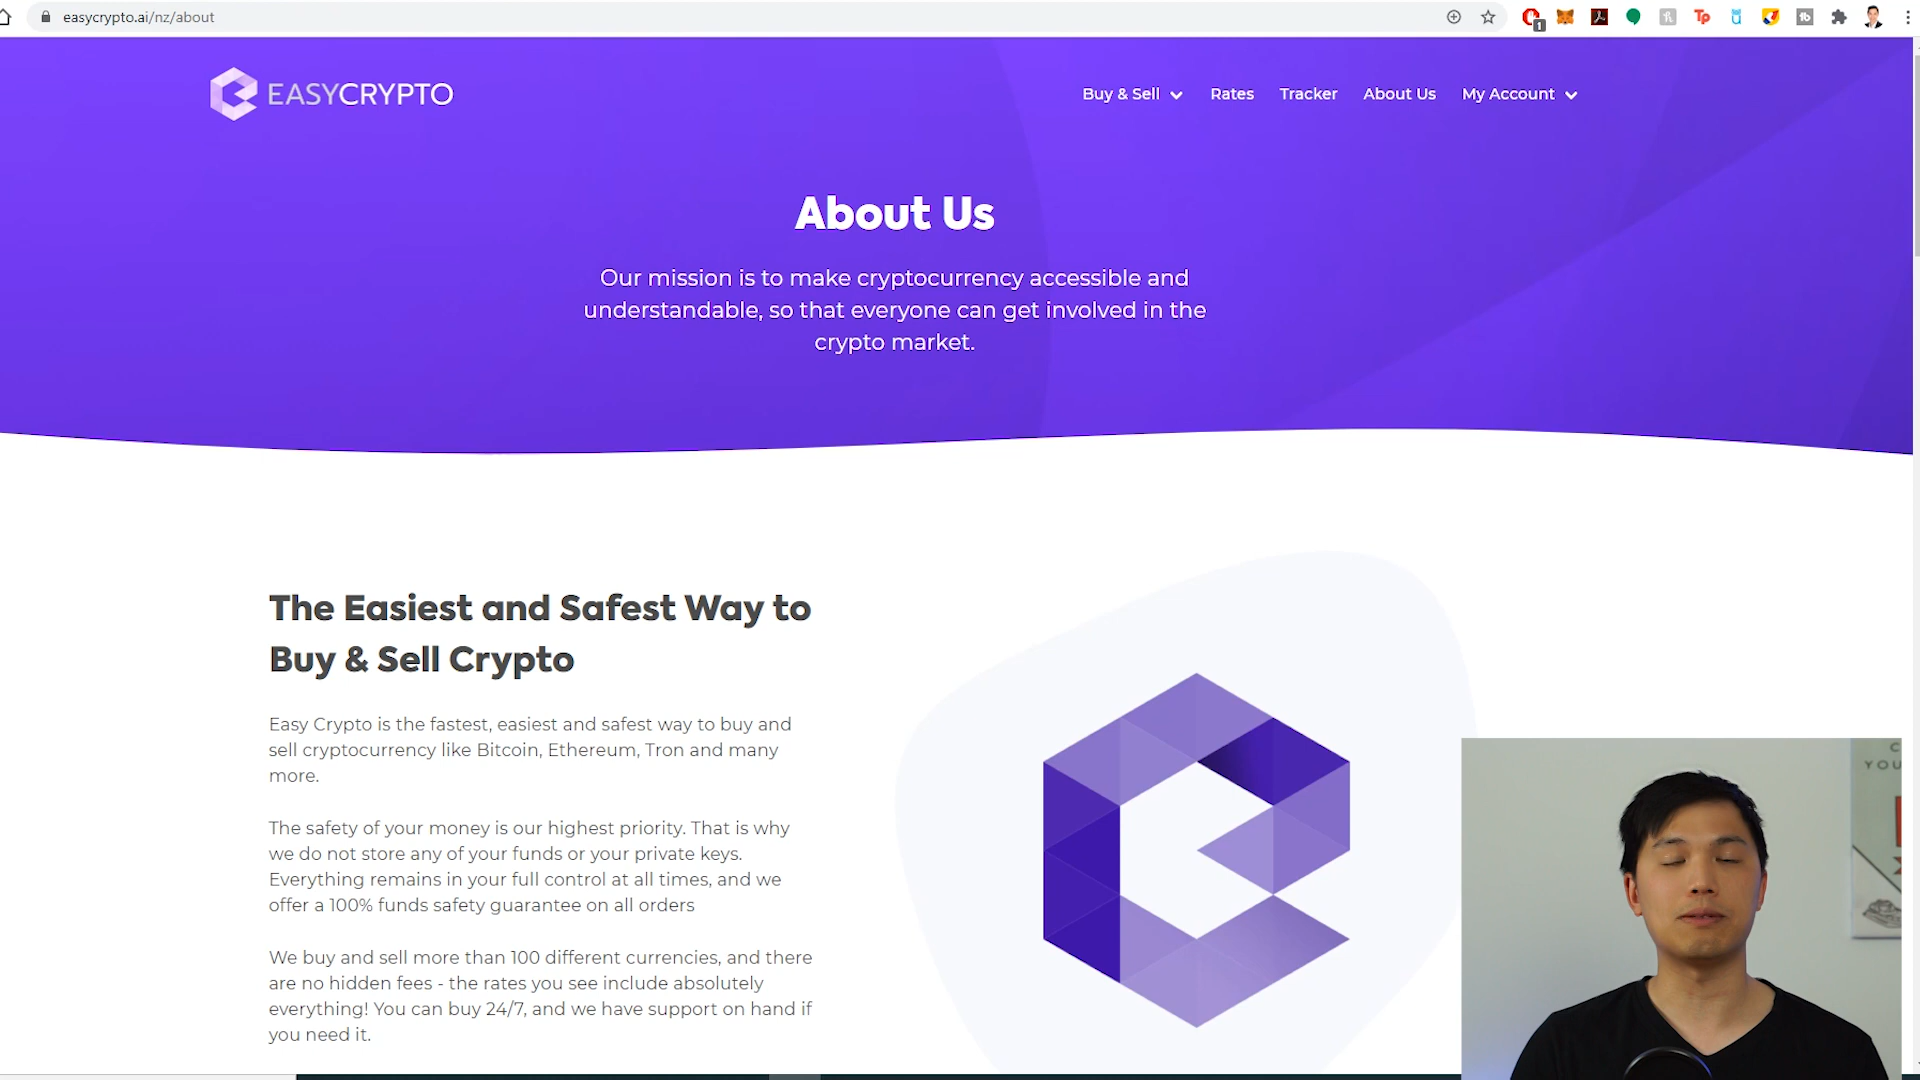 easycrypto.ai/nz/about
1
Tp
EASYCRYPTO
Buy & Sell
Rates
Tracker
About Us
My Account
About Us
Our mission is to make cryptocurrency accessible and
understandable, so that everyone can get involved in the
crypto market.
The Easiest and Safest Way to
Buy & Sell Crypto
Easy Crypto is the fastest, easiest and safest way to buy and
sell cryptocurrency like Bitcoin, Ethereum, Tron and many
more.
The safety of your money is our highest priority. That is why
we do not store any of your funds or your private keys.
Everything remains in your full control at all times, and we
offer a 100% funds safety guarantee on all orders
We buy and sell more than 100 different currencies, and there
are no hidden fees - the rates you see include absolutely
everything! You can buy 24/7, and we have support on hand if
you need it.
YOU